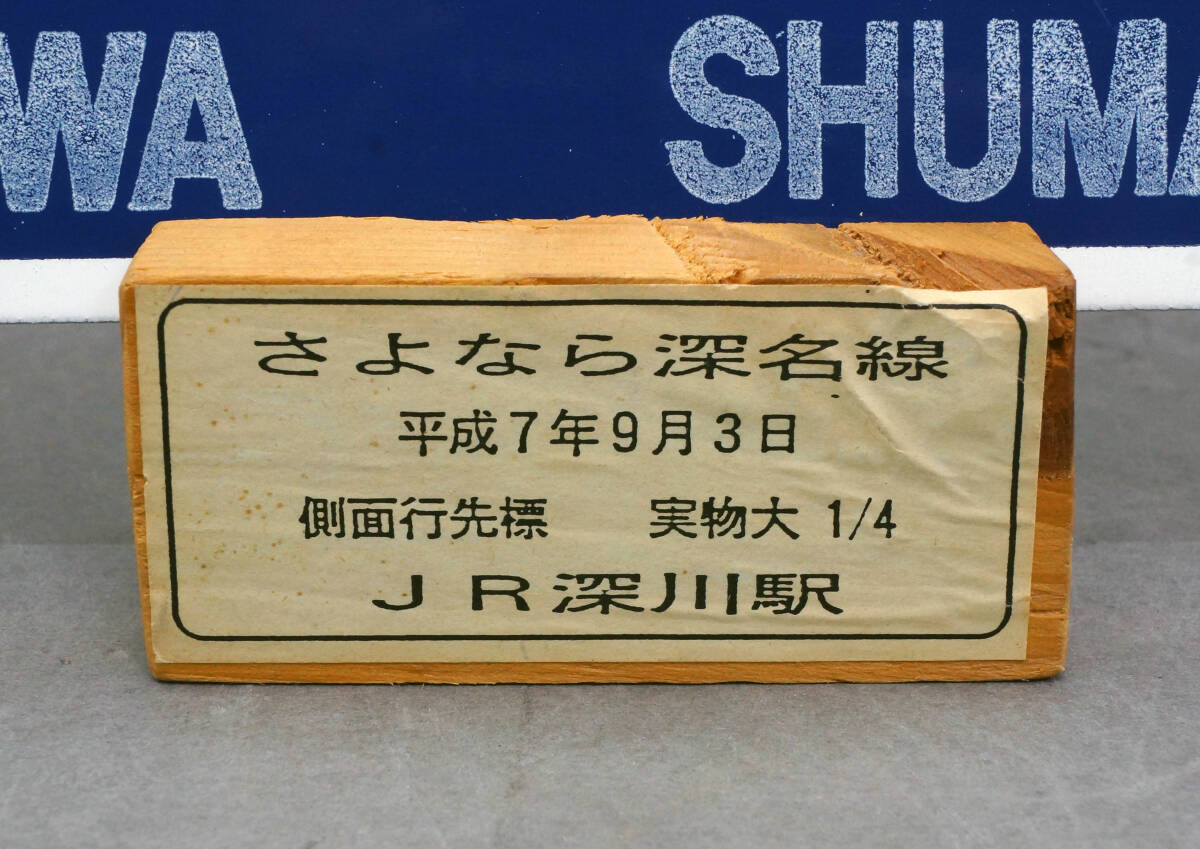 WA SHUMA
さよなら深名線
平成7年9月3日
側面行先標 実物大 1/4
JR深川駅